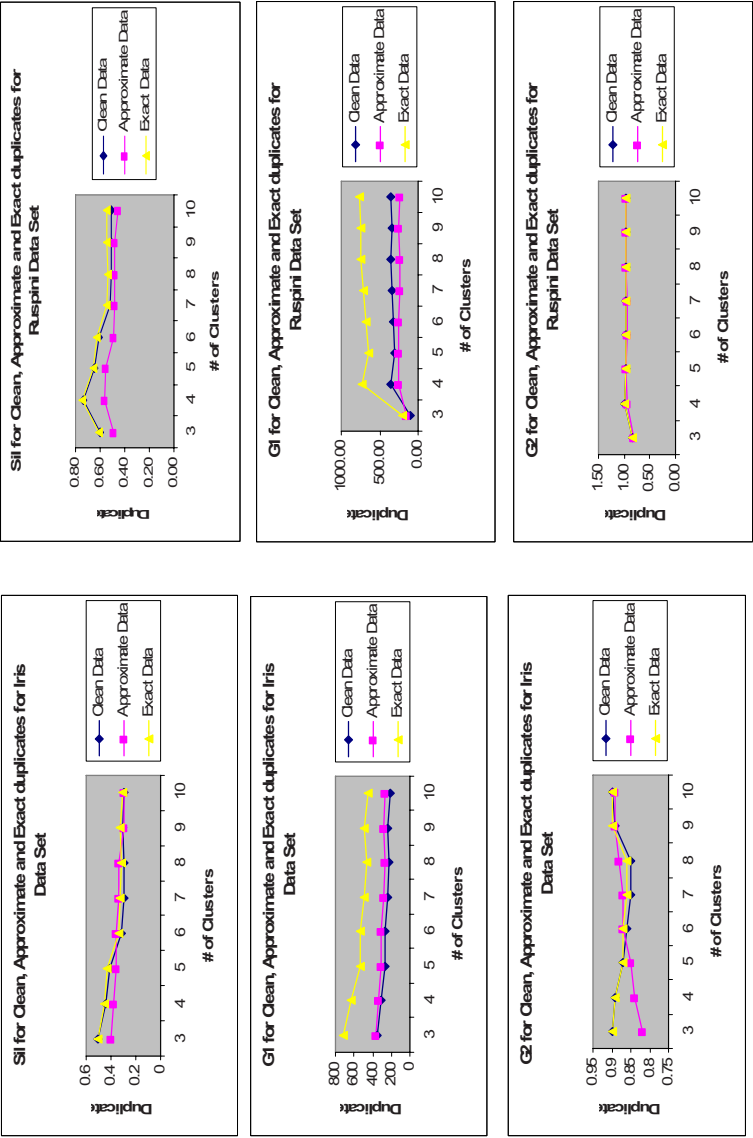 Sil for Clean, Approximate and Exact duplicates for Iris
Data Set
Duplicate
0.6
0.4
0.2
0
3 4 5 6 7 8 9 10
# of Clusters
Clean Data
Approximate Data
Exact Data
Sil for Clean, Approximate and Exact duplicates for
Ruspini Data Set
Duplicate
0.80
0.60
0.40
0.20
0.00
3 4 5 6 7 8 9 10
# of Clusters
Clean Data
Approximate Data
Exact Data
G1 for Clean, Approximate and Exact duplicates for Iris
Data Set
Duplicate
800
600
400
200
0
3 4 5 6 7 8 9 10
# of Clusters
Clean Data
Approximate Data
Exact Data
G1 for Clean, Approximate and Exact duplicates for
Ruspini Data Set
Duplicate
1000.00
500.00
0.00
3 4 5 6 7 8 9 10
# of Clusters
Clean Data
Approximate Data
Exact Data
G2 for Clean, Approximate and Exact duplicates for Iris
Data Set
Duplicate
0.95
0.9
0.85
0.8
0.75
3 4 5 6 7 8 9 10
# of Clusters
Clean Data
Approximate Data
Exact Data
G2 for Clean, Approximate and Exact duplicates for
Ruspini Data Set
Duplicate
1.50
1.00
0.50
0.00
3 4 5 6 7 8 9 10
# of Clusters
Clean Data
Approximate Data
Exact Data